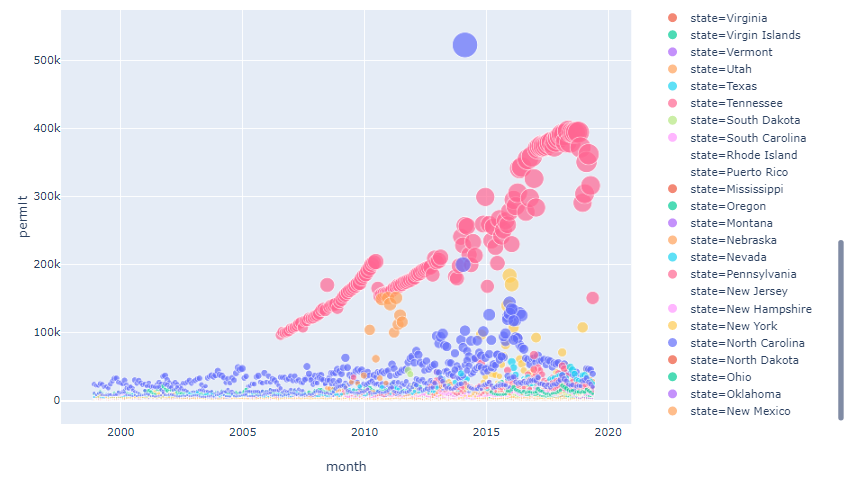 500k
400k
300k
200k
100k
0
2000
2005
2010
2015
2020
month
permit
state=Virginia
state=Virgin Islands
state=Vermont
state=Utah
state=Texas
state=Tennessee
state=South Dakota
state=South Carolina
state=Rhode Island
state=Puerto Rico
state=Mississippi
state=Oregon
state=Montana
state=Nebraska
state=Nevada
state=Pennsylvania
state=New Jersey
state=New Hampshire
state=New York
state=North Carolina
state=North Dakota
state=Ohio
state=Oklahoma
state=New Mexico